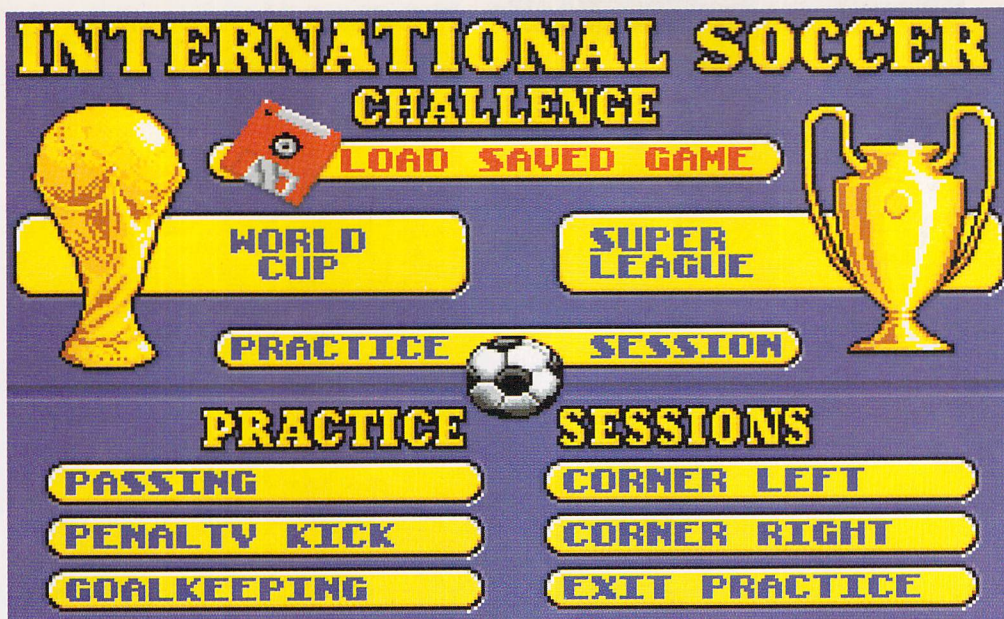 INTERNATIONAL SOCCER
CHALLENGE
LOAD SAVED GAME
WORLD
CUP
SUPER
LEAGUE
PRACTICE SESSION
PRACTICE SESSIONS
PASSING
CORNER LEFT
PENALTY KICK
CORNER RIGHT
GOALKEEPING
EXIT PRACTICE